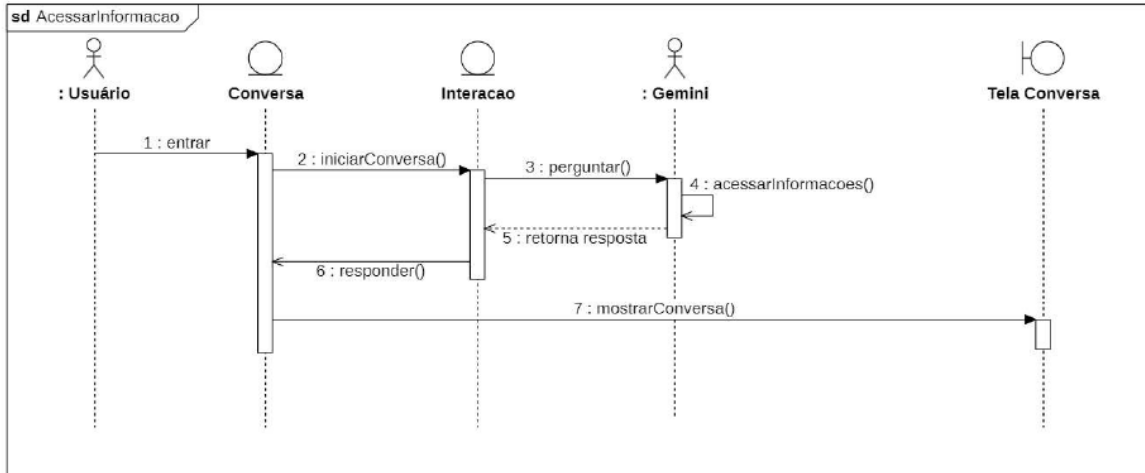 sd AcessarInformacao
: Usuário
Conversa
Interacao
: Gemini
Tela Conversa
1 : entrar
2 : iniciarConversa()
3 : perguntar()
4 : acessarInformacoes()
5 : retorna resposta
6 : responder()
7 : mostrarConversa()